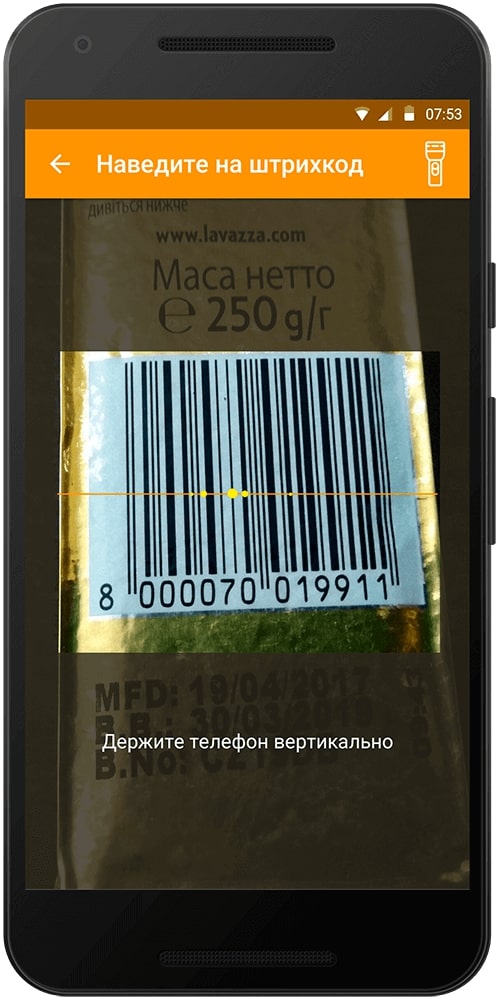 07:53
Наведите на штрихкод
дивіться нижче
www.lavazza.com
Маса нетто
℮ 250 g/г
8 000070 019911
MFD: 19/04/2017
B.B.: 30/03/2019
Держите телефон вертикально
B.No: